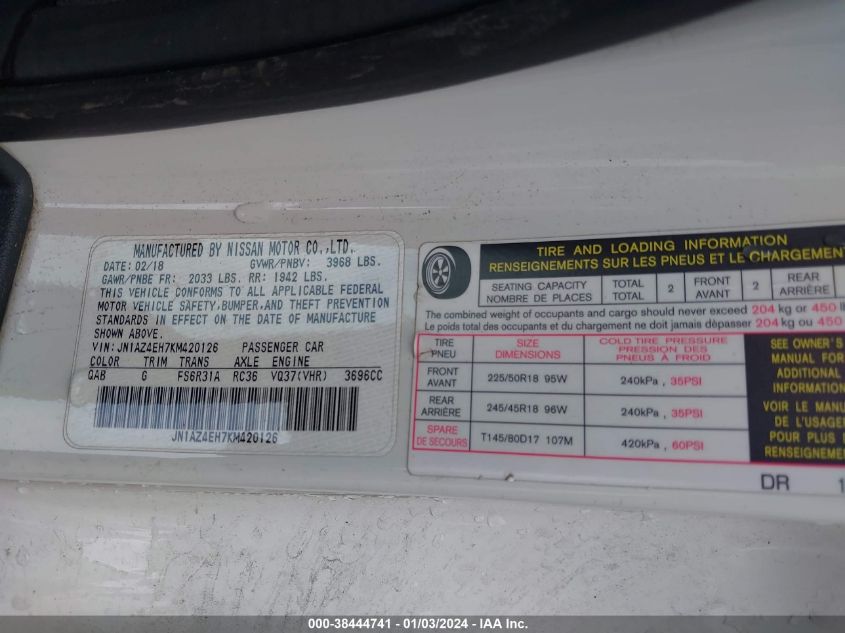 MANUFACTURED BY NISSAN MOTOR CO.,LTD.
DATE: 02/18 GVWR/PNBV: 3968 LBS.
GAWR/PNBE FR: 2033 LBS. RR: 1942 LBS.
THIS VEHICLE CONFORMS TO ALL APPLICABLE FEDERAL
MOTOR VEHICLE SAFETY,BUMPER,AND THEFT PREVENTION
STANDARDS IN EFFECT ON THE DATE OF MANUFACTURE
SHOWN ABOVE.
VIN:JN1AZ4EH7KM420126 PASSENGER CAR
COLOR TRIM TRANS AXLE ENGINE
QAB G FS6R31A RC36 VQ37(VHR) 3696CC
JN1AZ4EH7KM420126
TIRE AND LOADING INFORMATION
RENSEIGNEMENTS SUR LES PNEUS ET LE CHARGEMENT
SEATING CAPACITY TOTAL 2 FRONT 2 REAR
NOMBRE DE PLACES TOTAL AVANT ARRIÈRE
The combined weight of occupants and cargo should never exceed 204 kg or 450
Le poids total des occupants et du chargement ne doit jamais dépasser 204 kg ou 450
TIRE SIZE COLD TIRE PRESSURE
PNEU DIMENSIONS PRESSION DES
PNEUS A FROID
FRONT
AVANT 225/50R18 95W 240kPa , 35PSI
REAR
ARRIÈRE 245/45R18 96W 240kPa , 35PSI
SPARE
DE SECOURS T145/80D17 107M 420kPa , 60PSI
SEE OWNER'S
MANUAL FOR
ADDITIONAL
INFORMATION
VOIR LE MANU
DE L'USAGE
POUR PLUS
RENSEIGNEME
DR 1
000-38444741 - 01/03/2024 - IAA Inc.